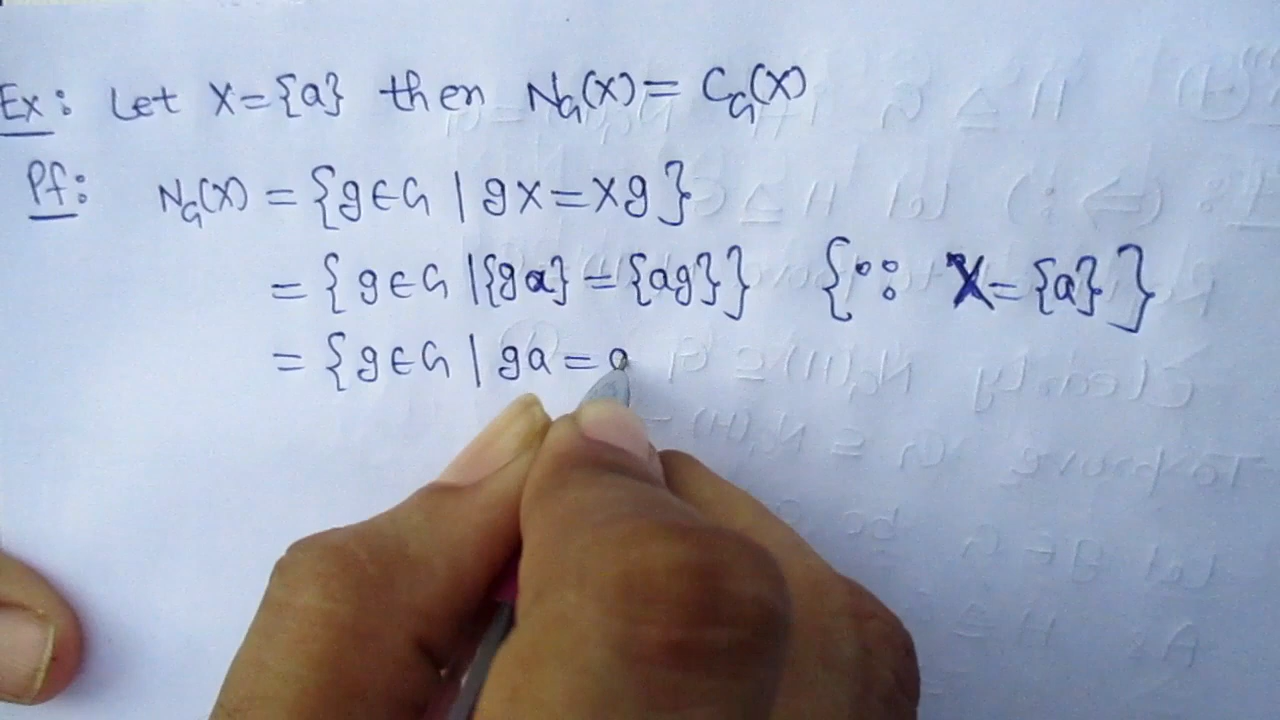 Ex: Let X = {a} then N_G(X) = C_G(X)
Pf: N_G(X) = {g ∈ G | gX = Xg}
= {g ∈ G | {ga} = {ag}} {∵ X = {a}}
= {g ∈ G | ga = a